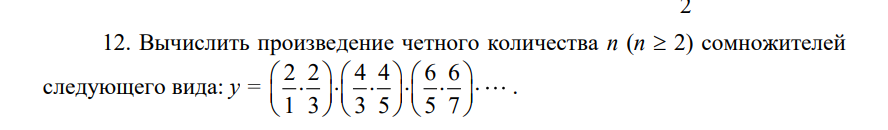 2
12. Вычислить произведение четного количества n (n ≥ 2) сомножителей
следующего вида: y = (2/1 · 2/3) · (4/3 · 4/5) · (6/5 · 6/7) · ⋯ .